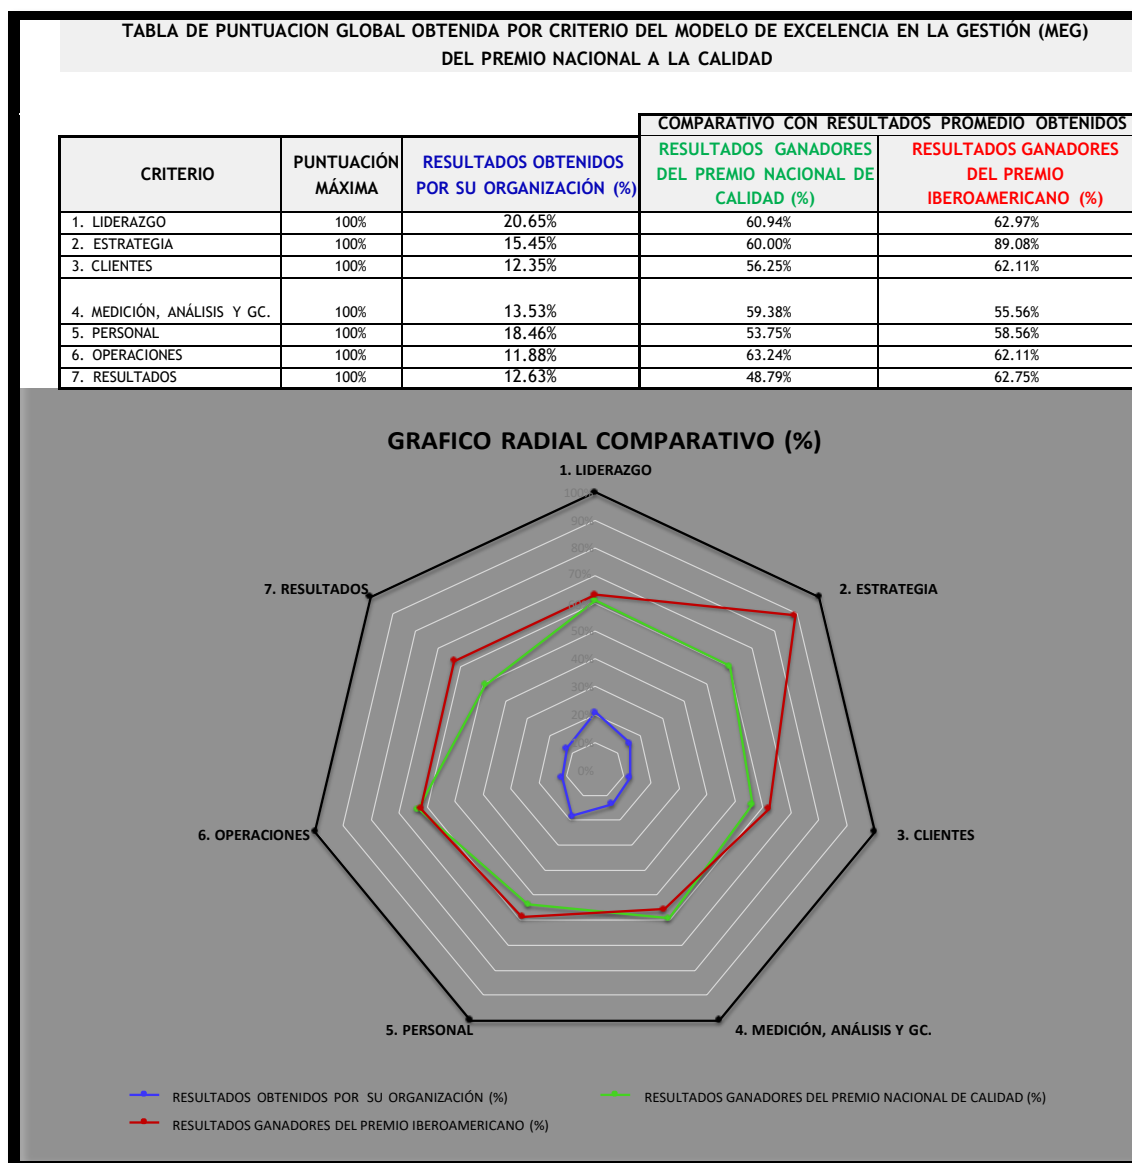 TABLA DE PUNTUACION GLOBAL OBTENIDA POR CRITERIO DEL MODELO DE EXCELENCIA EN LA GESTIÓN (MEG)
DEL PREMIO NACIONAL A LA CALIDAD
COMPARATIVO CON RESULTADOS PROMEDIO OBTENIDOS
CRITERIO
PUNTUACIÓN
MÁXIMA
RESULTADOS OBTENIDOS
POR SU ORGANIZACIÓN (%)
RESULTADOS GANADORES
DEL PREMIO NACIONAL DE
CALIDAD (%)
RESULTADOS GANADORES
DEL PREMIO
IBEROAMERICANO (%)
1. LIDERAZGO 100% 20.65% 60.94% 62.97%
2. ESTRATEGIA 100% 15.45% 60.00% 89.08%
3. CLIENTES 100% 12.35% 56.25% 62.11%
4. MEDICIÓN, ANÁLISIS Y GC. 100% 13.53% 59.38% 55.56%
5. PERSONAL 100% 18.46% 53.75% 58.56%
6. OPERACIONES 100% 11.88% 63.24% 62.11%
7. RESULTADOS 100% 12.63% 48.79% 62.75%
GRAFICO RADIAL COMPARATIVO (%)
1. LIDERAZGO
100%
90%
80%
70%
60%
50%
40%
30%
20%
10%
0%
7. RESULTADOS
2. ESTRATEGIA
6. OPERACIONES
3. CLIENTES
5. PERSONAL
4. MEDICIÓN, ANÁLISIS Y GC.
RESULTADOS OBTENIDOS POR SU ORGANIZACIÓN (%)
RESULTADOS GANADORES DEL PREMIO NACIONAL DE CALIDAD (%)
RESULTADOS GANADORES DEL PREMIO IBEROAMERICANO (%)